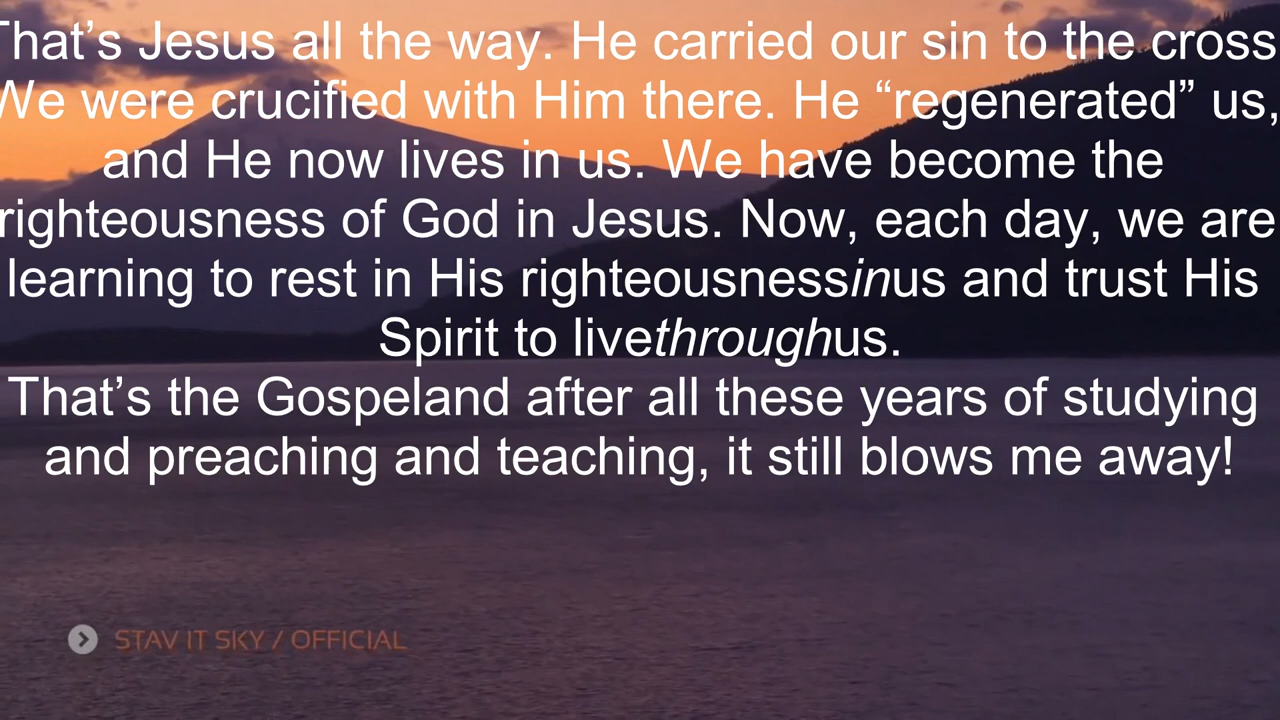 That’s Jesus all the way. He carried our sin to the cross
We were crucified with Him there. He “regenerated” us,
and He now lives in us. We have become the
righteousness of God in Jesus. Now, each day, we are
learning to rest in His righteousnessinus and trust His
Spirit to livethroughus.
That’s the Gospeland after all these years of studying
and preaching and teaching, it still blows me away!
STAV IT SKY / OFFICIAL